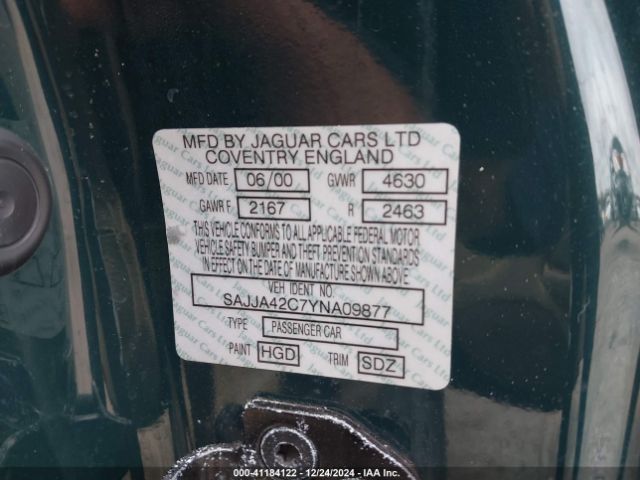 MFD BY JAGUAR CARS LTD
COVENTRY ENGLAND
MFD DATE 06/00 GVWR 4630
GAWR F. 2167 R 2463
THIS VEHICLE CONFORMS TO ALL APPLICABLE FEDERAL MOTOR
VEHICLE SAFETY BUMPER AND THEFT PREVENTION STANDARDS
IN EFFECT ON THE DATE OF MANUFACTURE SHOWN ABOVE
VEH IDENT NO.
SAJJA42C7YNA09877
TYPE PASSENGER CAR
PAINT HGD TRIM SDZ
000-41184122 - 12/24/2024 - IAA Inc.